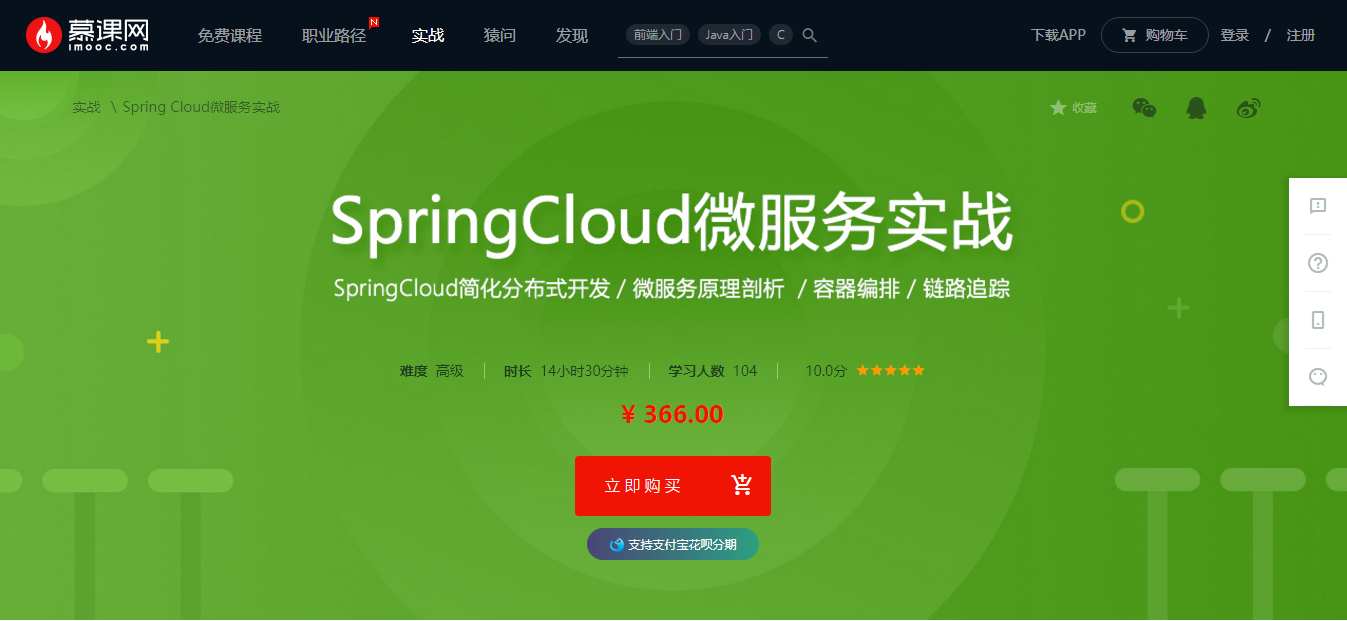 慕课网
imooc.com
免费课程 职业路径 N 实战 猿问 发现 前端入门 Java入门 C 下载APP 购物车 登录 / 注册
实战 \ Spring Cloud微服务实战 收藏
SpringCloud微服务实战
SpringCloud简化分布式开发 / 微服务原理剖析 / 容器编排 / 链路追踪
难度 高级 时长 14小时30分钟 学习人数 104 10.0分
¥ 366.00
立即购买
支持支付宝花呗分期